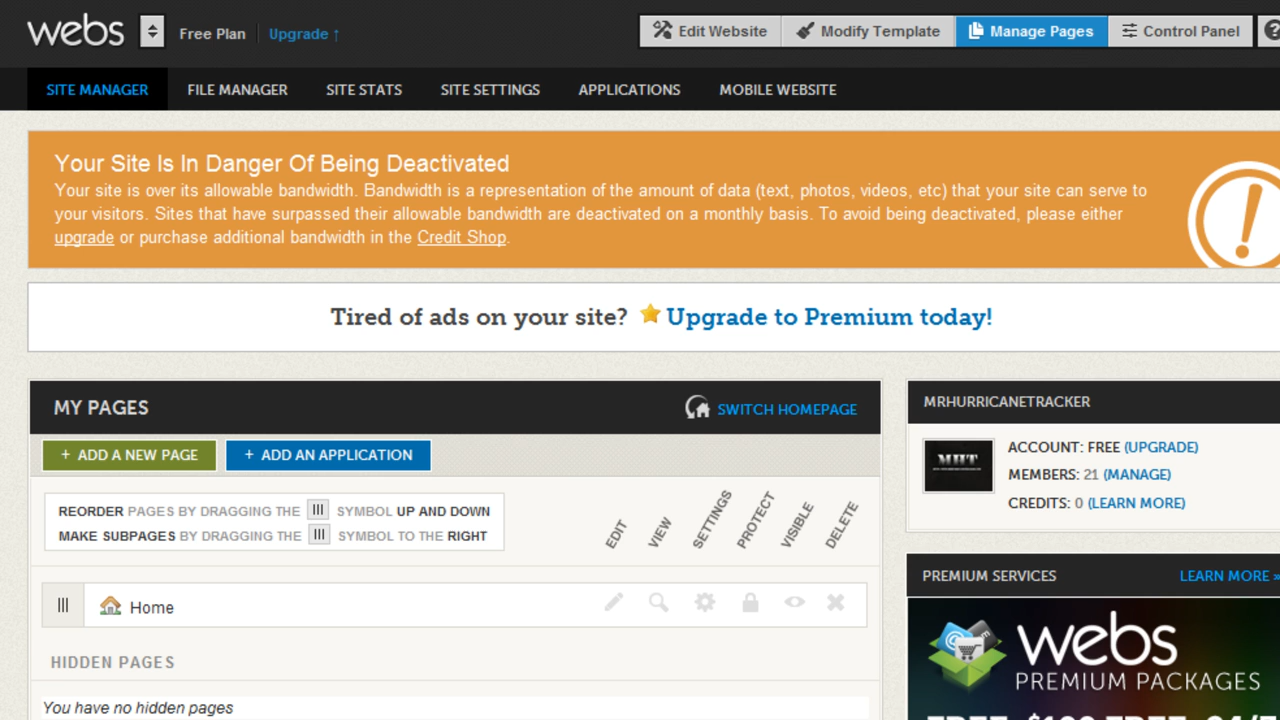 webs Free Plan Upgrade ↑ Edit Website Modify Template Manage Pages Control Panel ?
SITE MANAGER FILE MANAGER SITE STATS SITE SETTINGS APPLICATIONS MOBILE WEBSITE
Your Site Is In Danger Of Being Deactivated
Your site is over its allowable bandwidth. Bandwidth is a representation of the amount of data (text, photos, videos, etc) that your site can serve to
your visitors. Sites that have surpassed their allowable bandwidth are deactivated on a monthly basis. To avoid being deactivated, please either
upgrade or purchase additional bandwidth in the Credit Shop.
Tired of ads on your site? Upgrade to Premium today!
MY PAGES SWITCH HOMEPAGE
+ ADD A NEW PAGE + ADD AN APPLICATION
REORDER PAGES BY DRAGGING THE SYMBOL UP AND DOWN
MAKE SUBPAGES BY DRAGGING THE SYMBOL TO THE RIGHT
EDIT VIEW SETTINGS PROTECT VISIBLE DELETE
Home
HIDDEN PAGES
You have no hidden pages
MRHURRICANETRACKER
MHT
ACCOUNT: FREE (UPGRADE)
MEMBERS: 21 (MANAGE)
CREDITS: 0 (LEARN MORE)
PREMIUM SERVICES LEARN MORE »
webs
PREMIUM PACKAGES